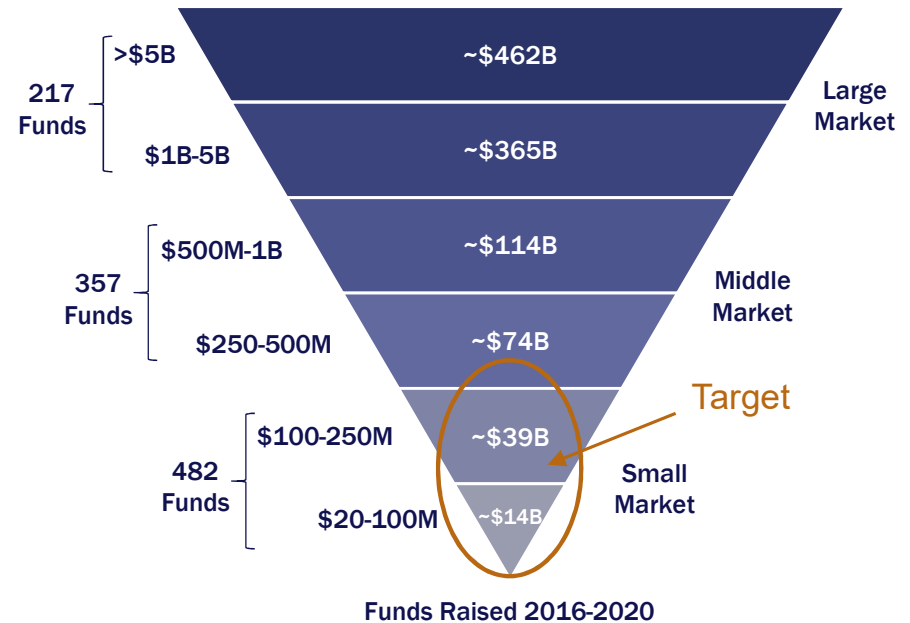 >$5B
~$462B
217
Funds
Large
Market
$1B-5B
~$365B
$500M-1B
~$114B
357
Funds
Middle
Market
$250-500M
~$74B
Target
$100-250M
~$39B
482
Funds
Small
Market
$20-100M
~$14B
Funds Raised 2016-2020